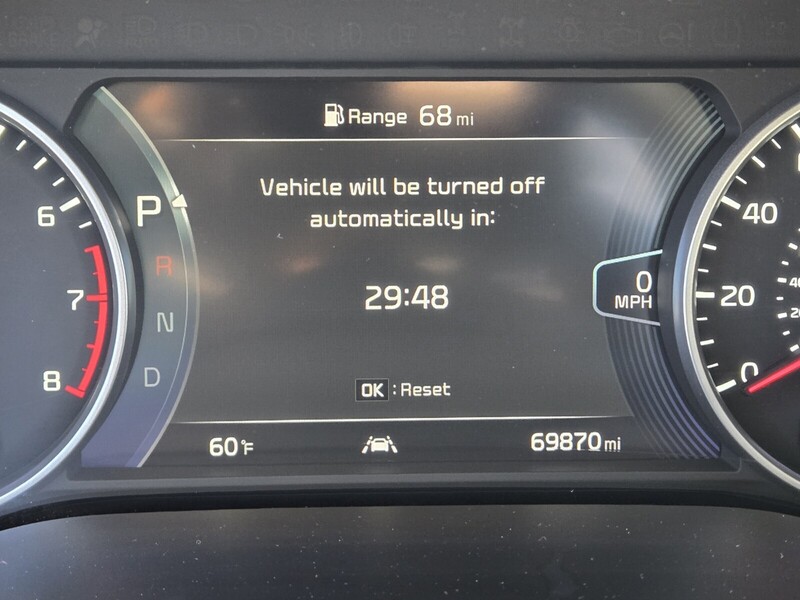 Range 68 mi
Vehicle will be turned off
automatically in:
29:48
OK : Reset
60°F
69870 mi
P
R
N
D
6
7
8
0
MPH
40
20
0